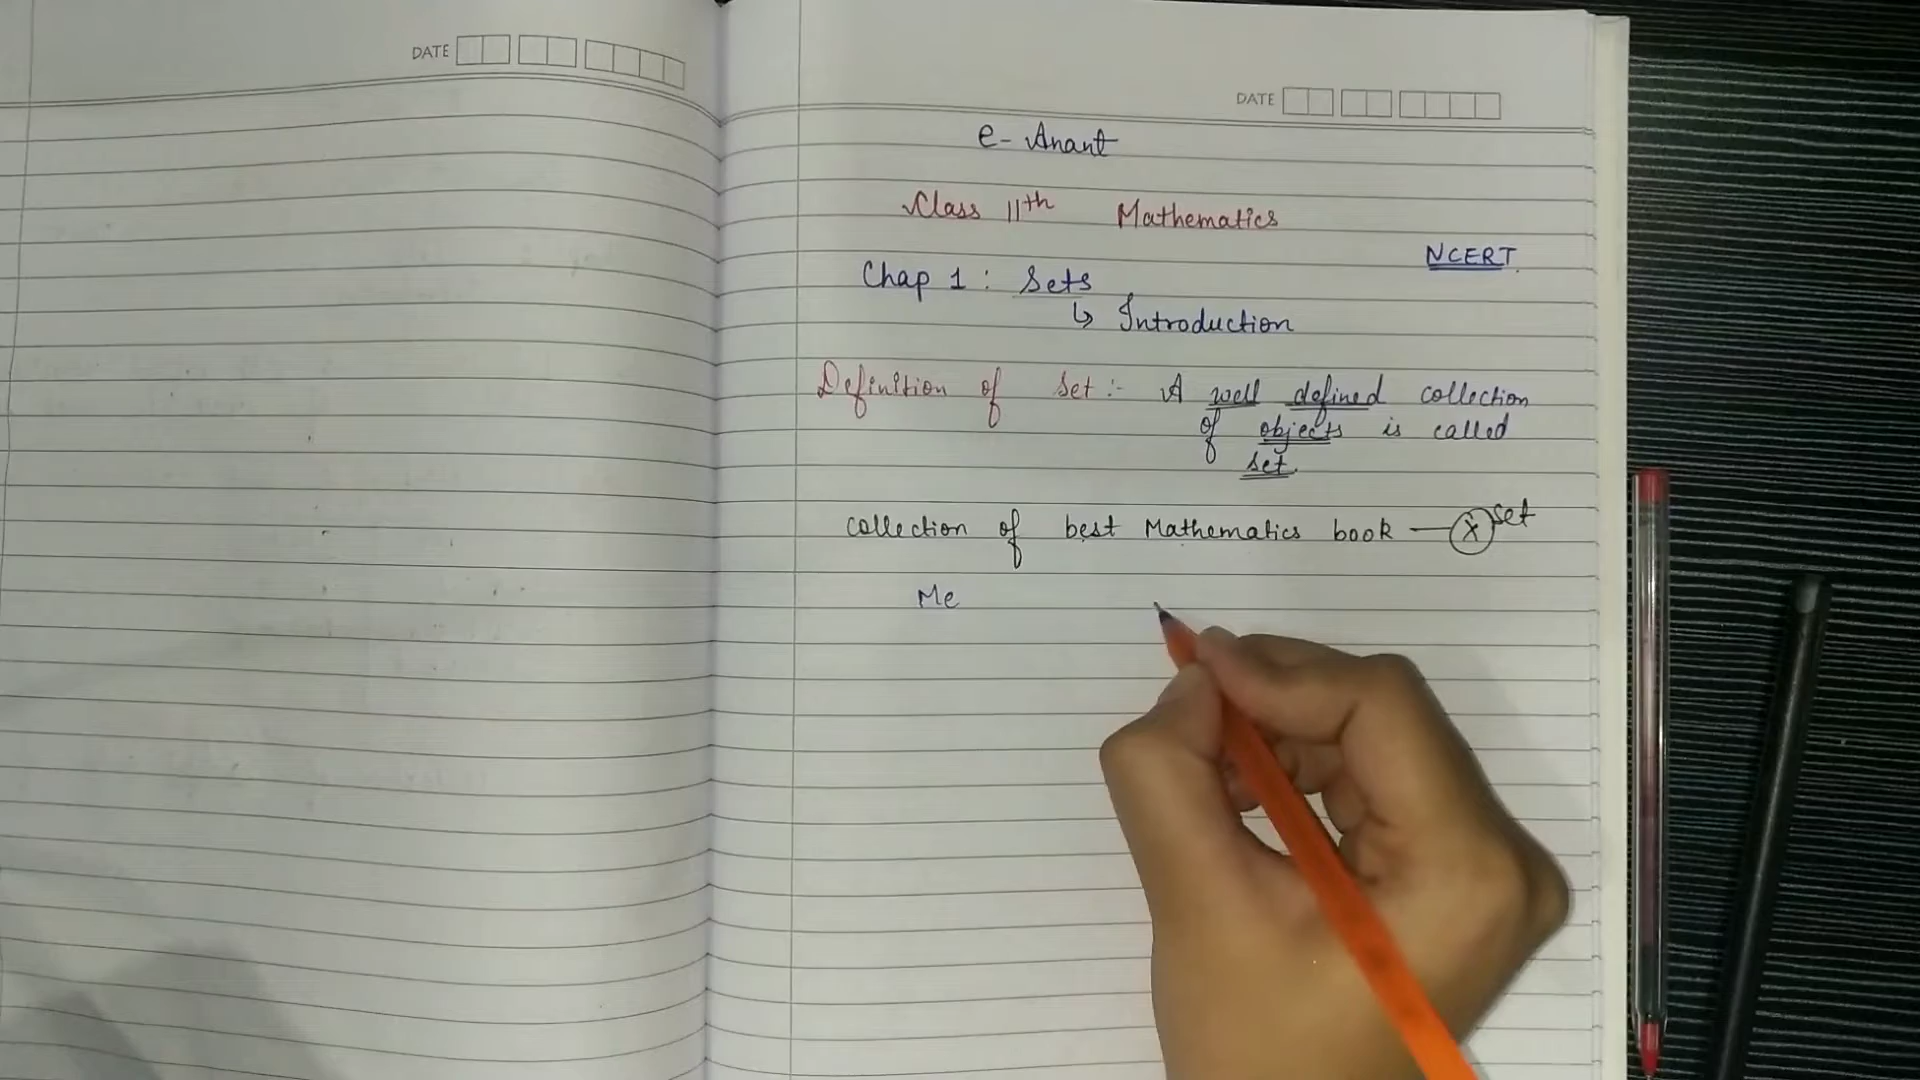 DATE
DATE
e- Anant
Class 11th Mathematics
NCERT
Chap 1 : Sets
↳ Introduction
Definition of set :- A well defined collection
of objects is called
set.
collection of best Mathematics book — X set
Me